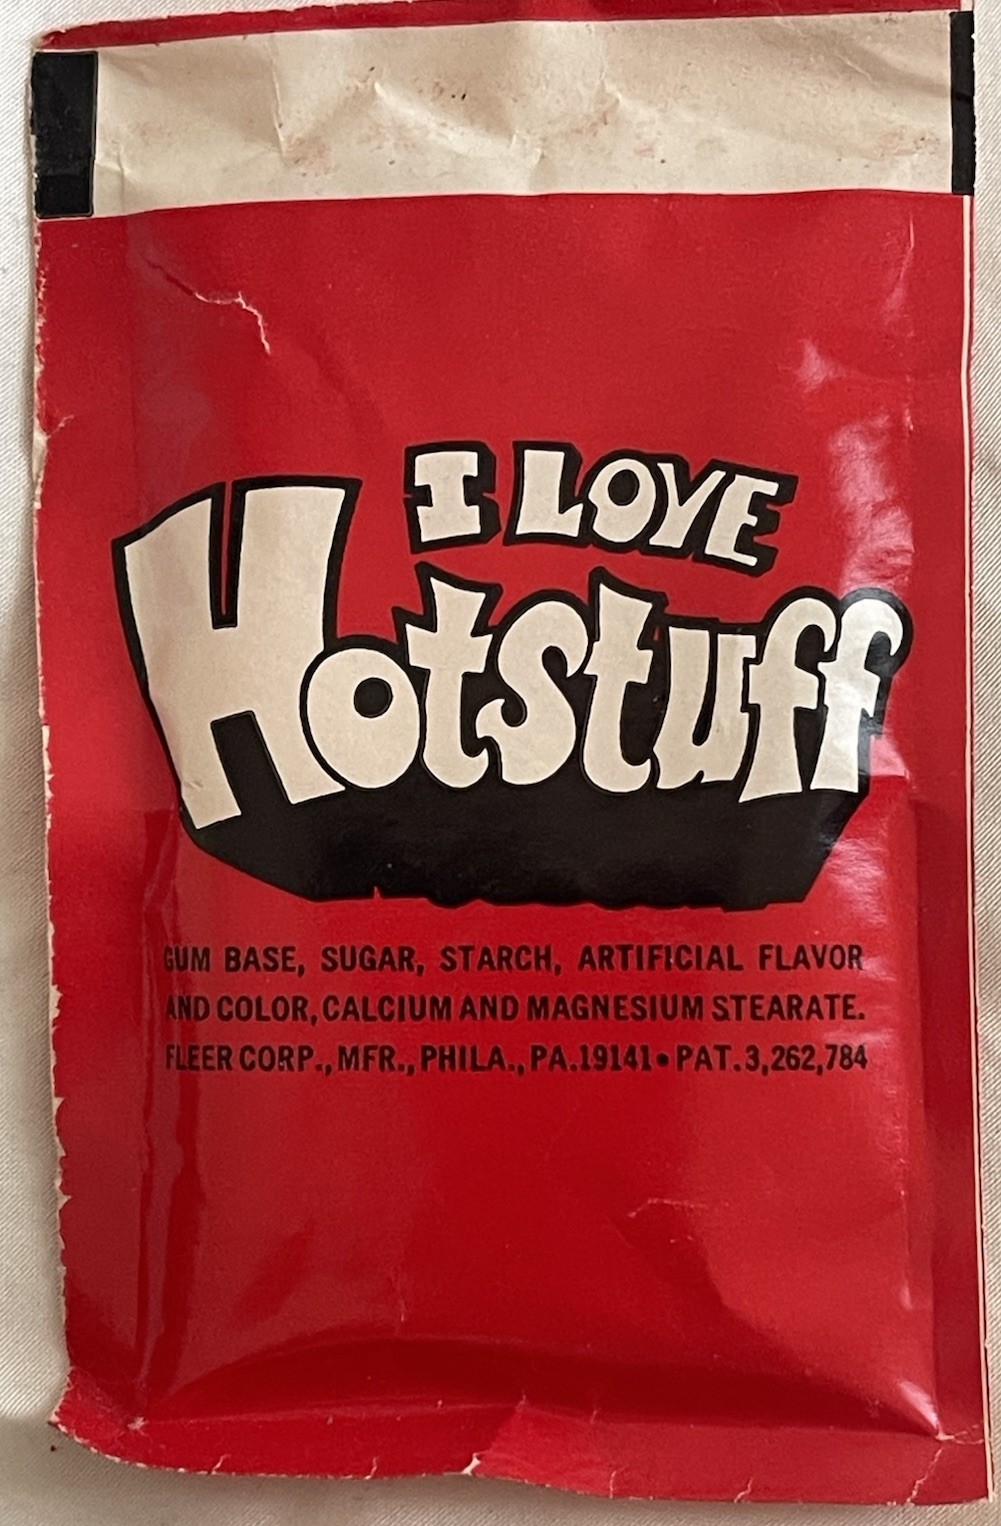 I LOVE
Hotstuff
GUM BASE, SUGAR, STARCH, ARTIFICIAL FLAVOR
AND COLOR, CALCIUM AND MAGNESIUM STEARATE.
FLEER CORP., MFR., PHILA., PA.19141 • PAT. 3,262,784